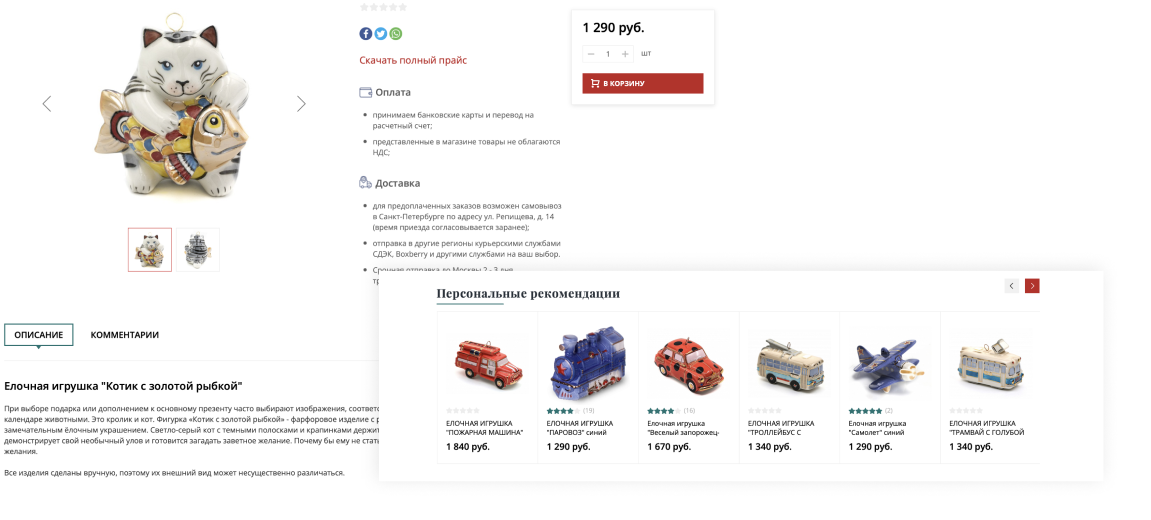 1 290 руб.
1
шт
В КОРЗИНУ
Скачать полный прайс
Оплата
принимаем банковские карты и перевод на
расчетный счет;
представленные в магазине товары не облагаются
НДС;
Доставка
для предоплаченных заказов возможен самовывоз
в Санкт-Петербурге по адресу ул. Репищева, д. 14
(время приезда согласовывается заранее);
отправка в другие регионы курьерскими службами
СДЭК, Boxberry и другими службами на ваш выбор.
Срочная отправка до Москвы 2 - 3 дня
ОПИСАНИЕ
КОММЕНТАРИИ
Елочная игрушка "Котик с золотой рыбкой"
При выборе подарка или дополнением к основному презенту часто выбирают изображения,
календаре животными. Это кролик и кот. Фигурка «Котик с золотой рыбкой» - фарфоровое изделие с
замечательным ёлочным украшением. Светло-серый кот с темными полосками и крапинками
демонстрирует свой необычный улов и готовится загадать заветное желание. Почему бы ему не
желания.
Все изделия сделаны вручную, поэтому их внешний вид может несущественно различаться.
Персональные рекомендации
ЕЛОЧНАЯ ИГРУШКА
"ПОЖАРНАЯ МАШИНА"
1 840 руб.
(19)
ЕЛОЧНАЯ ИГРУШКА
"ПАРОВОЗ" синий
1 290 руб.
(16)
Елочная игрушка
"Веселый запорожец-
1 670 руб.
ЕЛОЧНАЯ ИГРУШКА
"ТРОЛЛЕЙБУС С
1 340 руб.
(2)
Елочная игрушка
"Самолет" синий
1 290 руб.
ЕЛОЧНАЯ ИГРУШКА
"ТРАМВАЙ С ГОЛУБОЙ
1 340 руб.